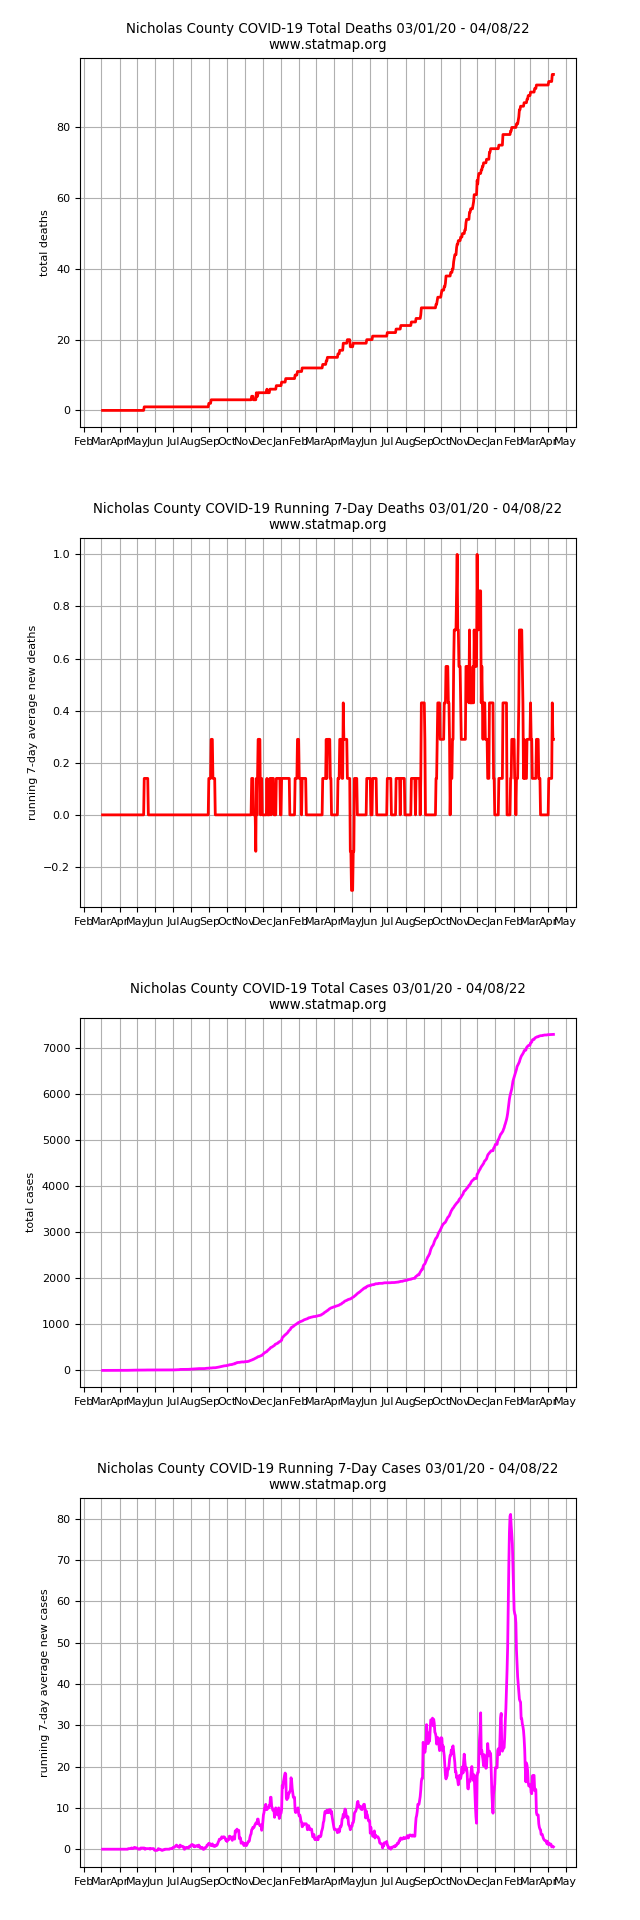 Nicholas County COVID-19 Total Deaths 03/01/20 - 04/08/22
www.statmap.org
total deaths
80
60
40
20
0
Feb Mar Apr May Jun Jul Aug Sep Oct Nov Dec Jan Feb Mar Apr May Jun Jul Aug Sep Oct Nov Dec Jan Feb Mar Apr May
Nicholas County COVID-19 Running 7-Day Deaths 03/01/20 - 04/08/22
www.statmap.org
running 7-day average new deaths
1.0
0.8
0.6
0.4
0.2
0.0
−0.2
Feb Mar Apr May Jun Jul Aug Sep Oct Nov Dec Jan Feb Mar Apr May Jun Jul Aug Sep Oct Nov Dec Jan Feb Mar Apr May
Nicholas County COVID-19 Total Cases 03/01/20 - 04/08/22
www.statmap.org
total cases
7000
6000
5000
4000
3000
2000
1000
0
Feb Mar Apr May Jun Jul Aug Sep Oct Nov Dec Jan Feb Mar Apr May Jun Jul Aug Sep Oct Nov Dec Jan Feb Mar Apr May
Nicholas County COVID-19 Running 7-Day Cases 03/01/20 - 04/08/22
www.statmap.org
running 7-day average new cases
80
70
60
50
40
30
20
10
0
Feb Mar Apr May Jun Jul Aug Sep Oct Nov Dec Jan Feb Mar Apr May Jun Jul Aug Sep Oct Nov Dec Jan Feb Mar Apr May